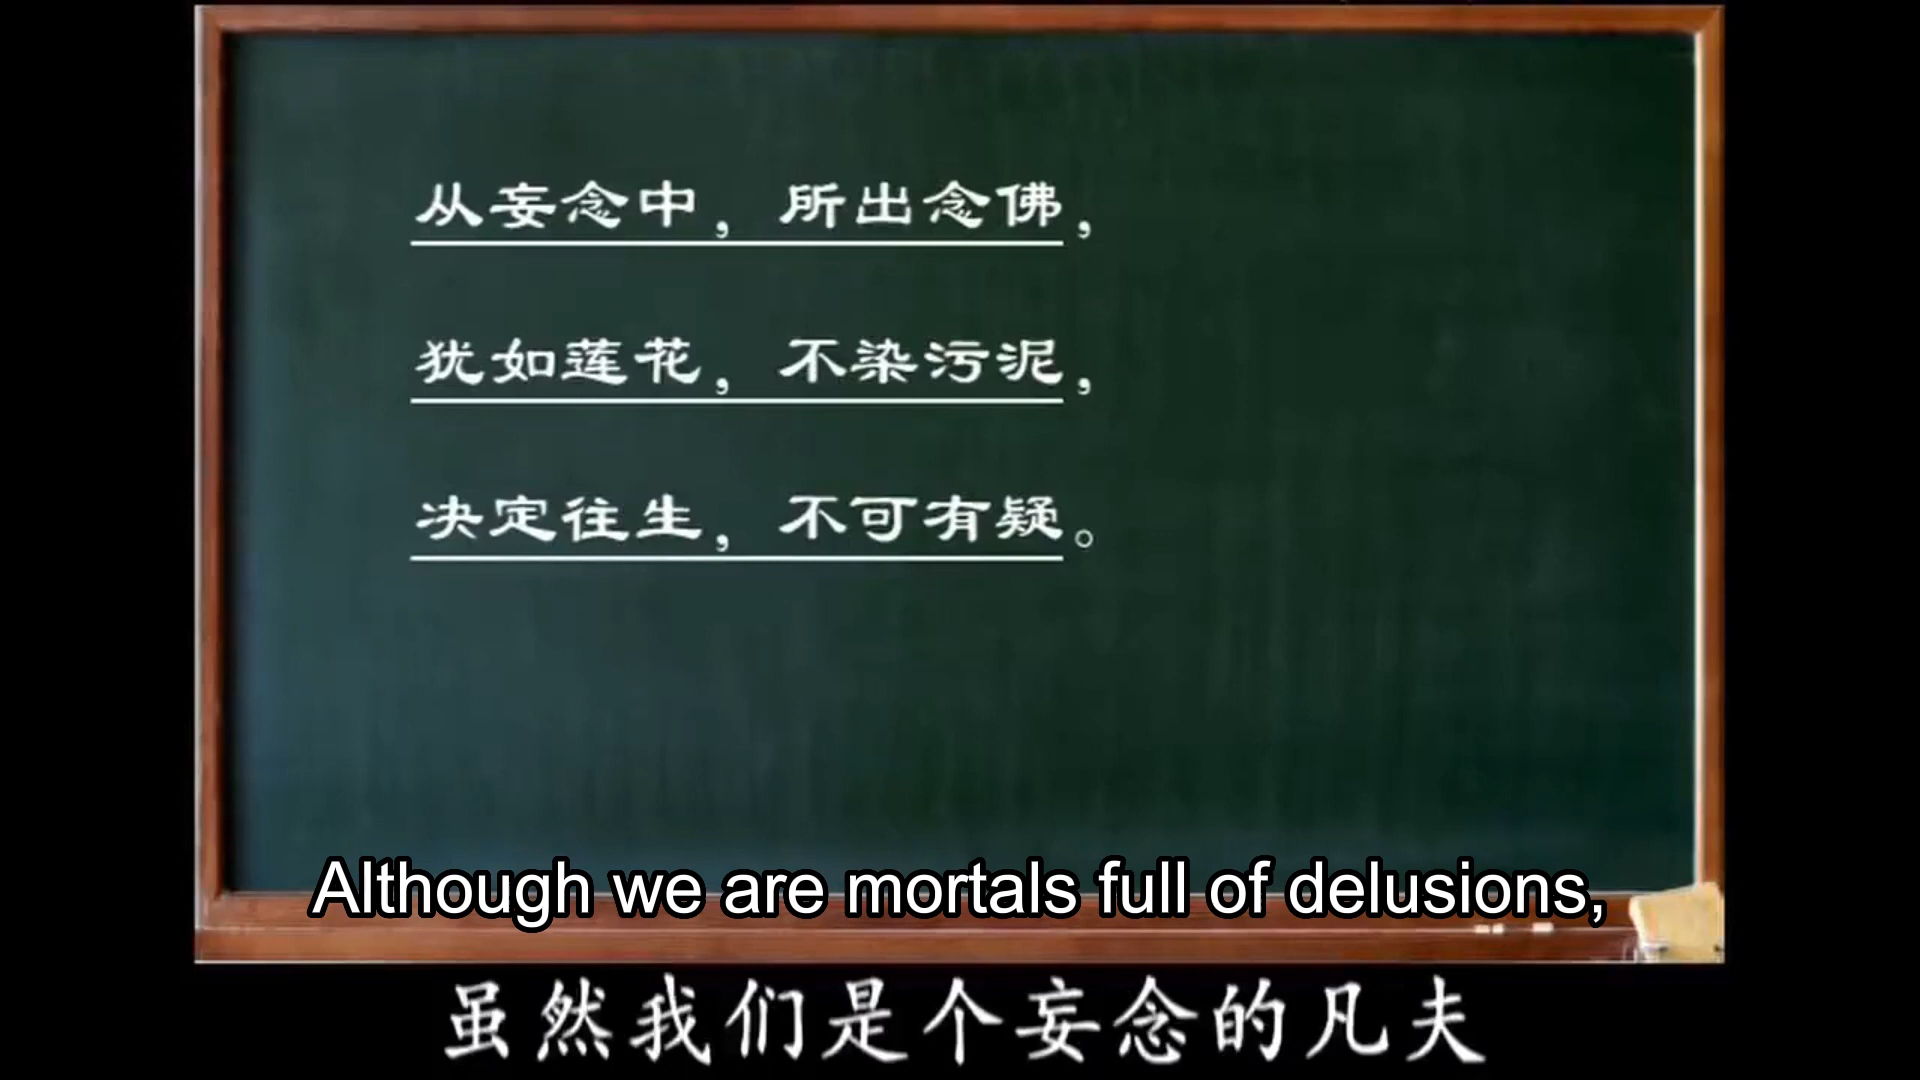 从妄念中，所出念佛，
犹如莲花，不染污泥，
决定往生，不可有疑。
Although we are mortals full of delusions,
虽然我们是个妄念的凡夫